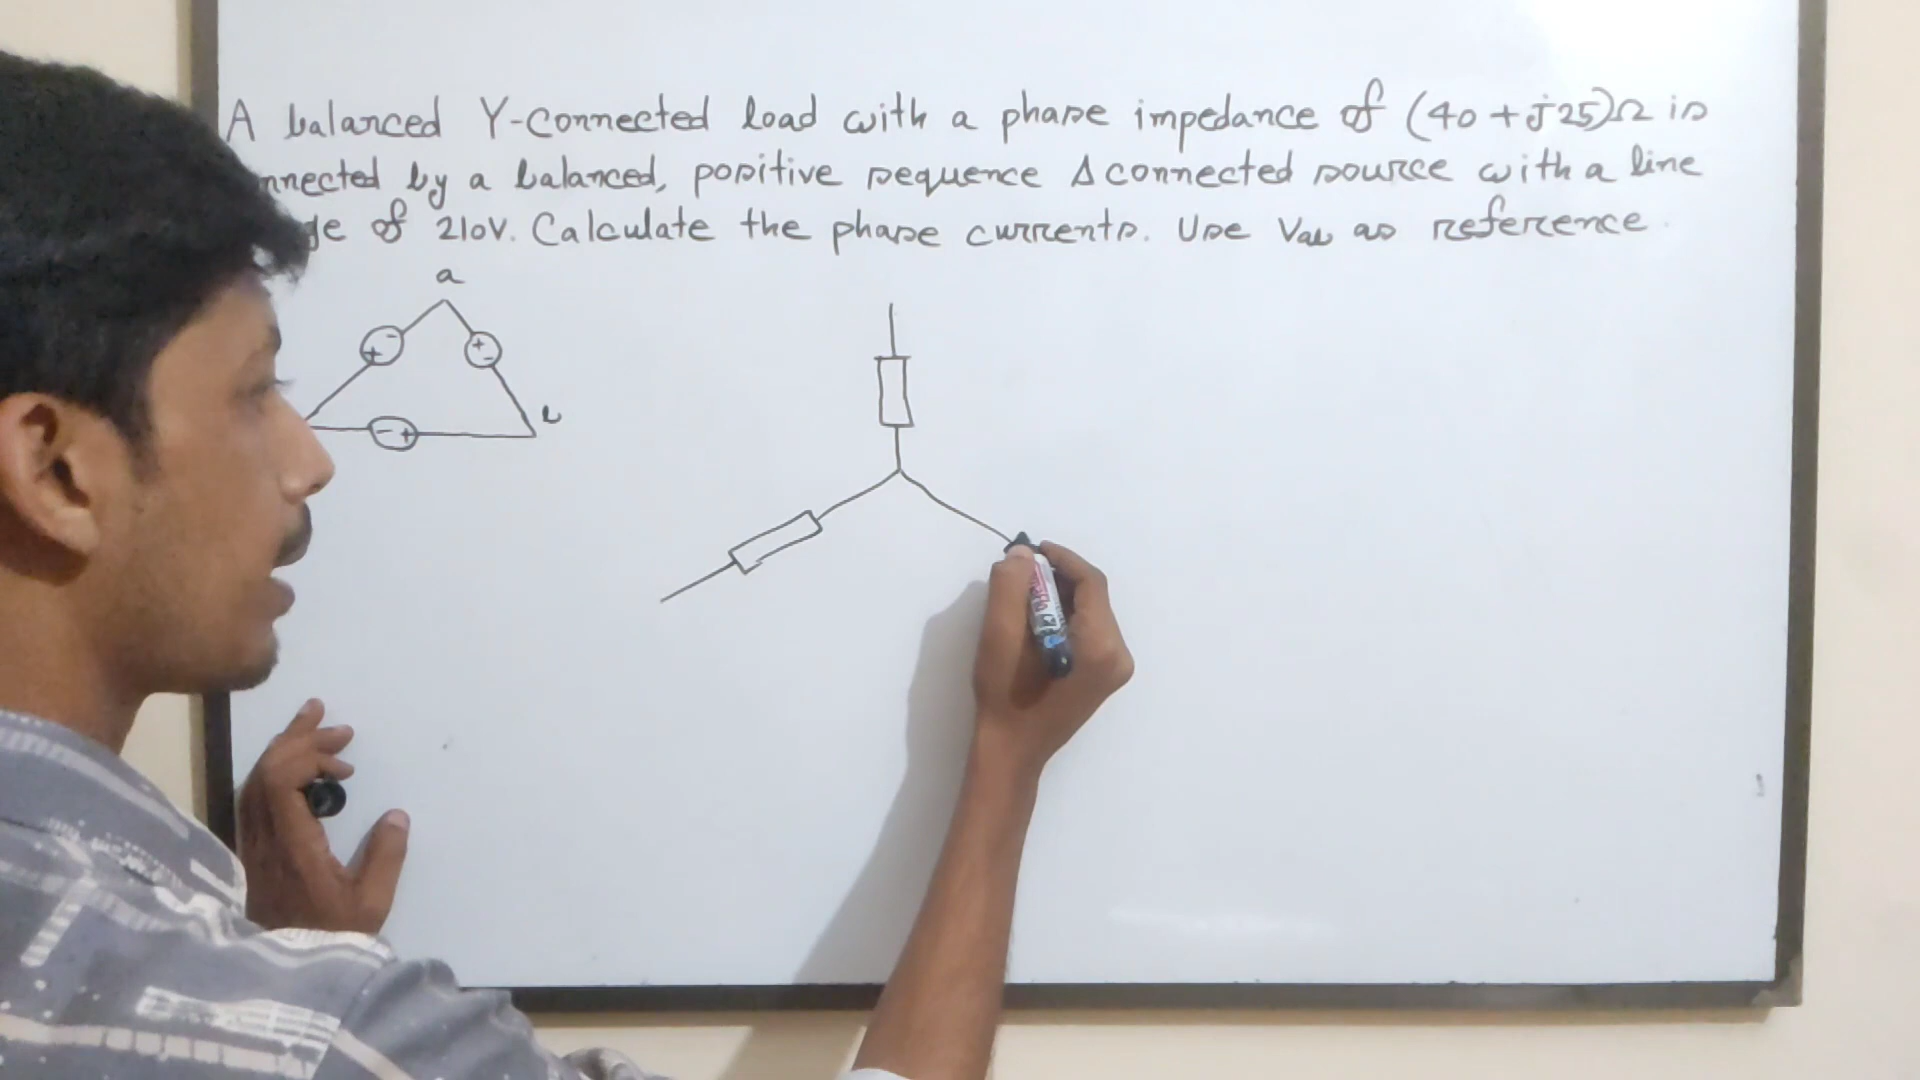 A balanced Y-connected load with a phase impedance of (40 + j25)Ω is
nnected by a balanced, positive sequence Δ connected source with a line
ge of 210V. Calculate the phase currents. Use Vab as reference.
a
- + + -
b
- +